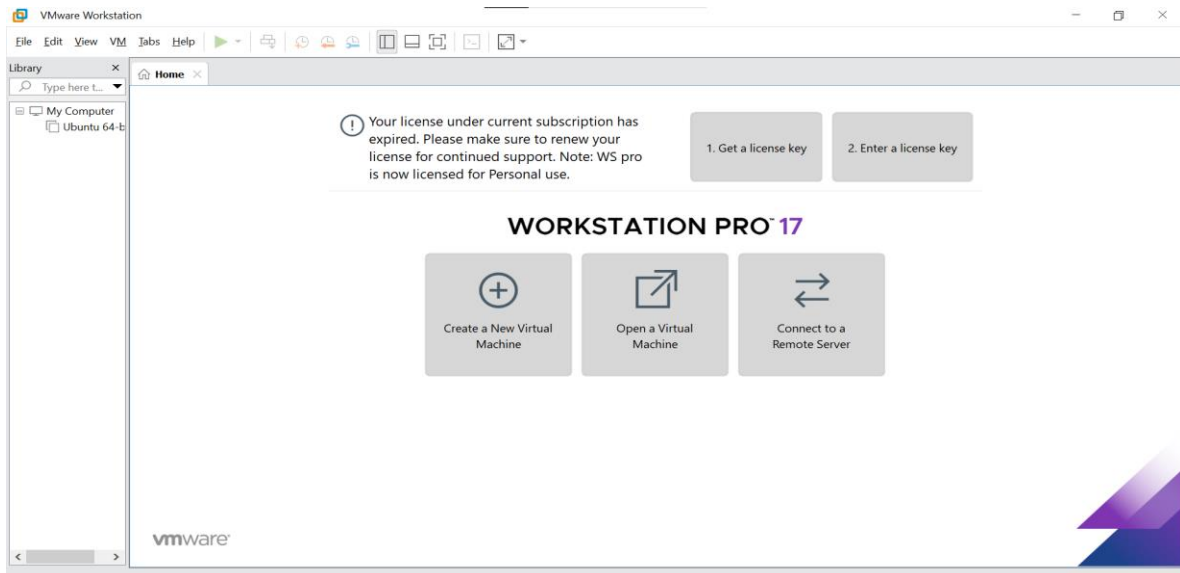 VMware Workstation
File Edit View VM Tabs Help
Library
Type here t...
My Computer
Ubuntu 64-b
Home
Your license under current subscription has
expired. Please make sure to renew your
license for continued support. Note: WS pro
is now licensed for Personal use.
1. Get a license key
2. Enter a license key
WORKSTATION PRO™ 17
Create a New Virtual
Machine
Open a Virtual
Machine
Connect to a
Remote Server
vmware®